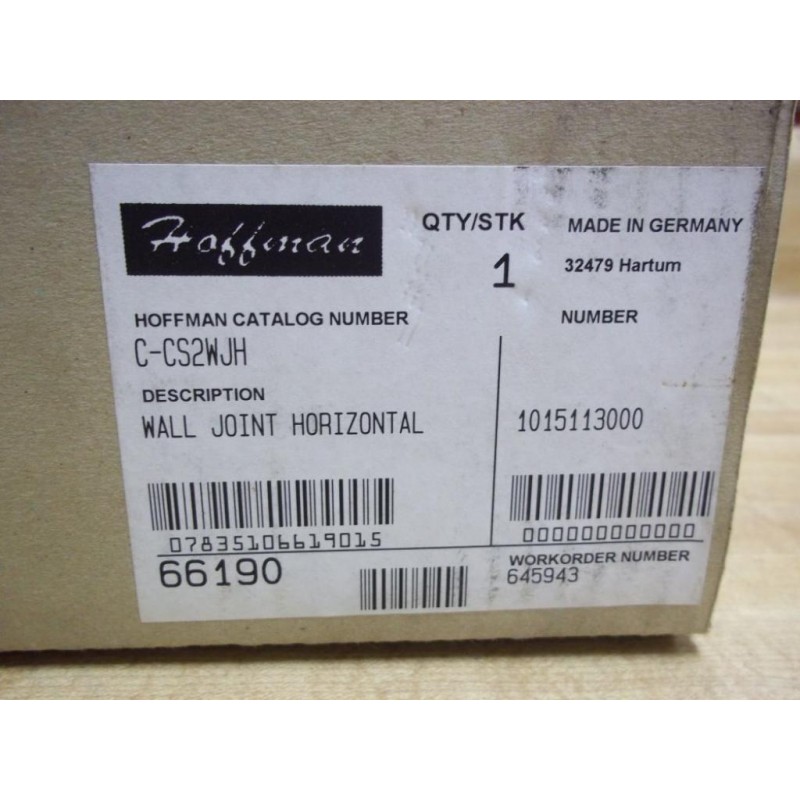 Hoffman
QTY/STK
1
MADE IN GERMANY
32479 Hartum
HOFFMAN CATALOG NUMBER
C-CS2WJH
NUMBER
DESCRIPTION
WALL JOINT HORIZONTAL
1015113000
07835106619015
000000000000
66190
WORKORDER NUMBER
645943